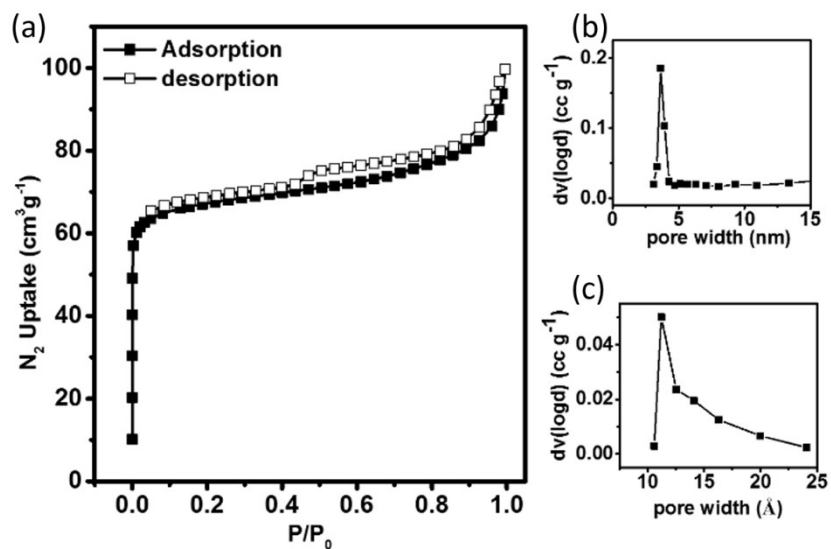 (a)
Adsorption
desorption
N₂ Uptake (cm³g⁻¹)
100
80
60
40
20
0
0.0 0.2 0.4 0.6 0.8 1.0
P/P₀
(b)
dv(logd) (cc g⁻¹)
0.2
0.1
0.0
0 5 10 15
pore width (nm)
(c)
dv(logd) (cc g⁻¹)
0.04
0.02
0.00
10 15 20 25
pore width (Å)